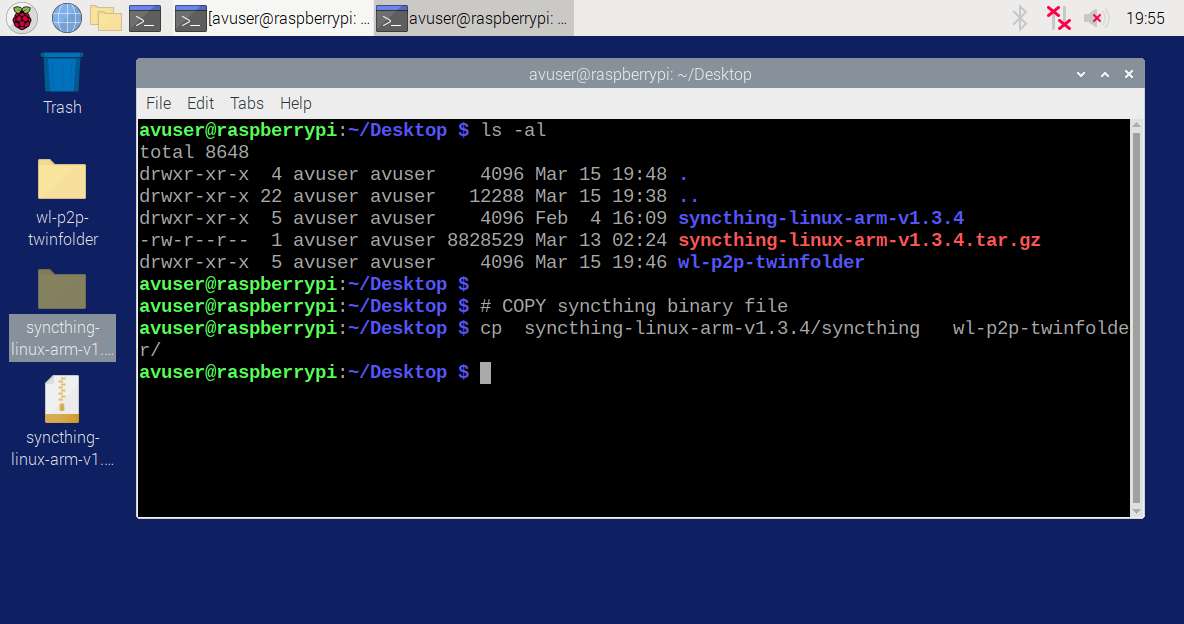 [avuser@raspberrypi: ...
avuser@raspberrypi: ...
19:55
Trash
wl-p2p-
twinfolder
syncthing-
linux-arm-v1....
syncthing-
linux-arm-v1....
avuser@raspberrypi: ~/Desktop
File Edit Tabs Help
avuser@raspberrypi:~/Desktop $ ls -al
total 8648
drwxr-xr-x  4 avuser avuser    4096 Mar 15 19:48 .
drwxr-xr-x 22 avuser avuser   12288 Mar 15 19:38 ..
drwxr-xr-x  5 avuser avuser    4096 Feb  4 16:09 syncthing-linux-arm-v1.3.4
-rw-r--r--  1 avuser avuser 8828529 Mar 13 02:24 syncthing-linux-arm-v1.3.4.tar.gz
drwxr-xr-x  5 avuser avuser    4096 Mar 15 19:46 wl-p2p-twinfolder
avuser@raspberrypi:~/Desktop $
avuser@raspberrypi:~/Desktop $ # COPY syncthing binary file
avuser@raspberrypi:~/Desktop $ cp  syncthing-linux-arm-v1.3.4/syncthing   wl-p2p-twinfolde
r/
avuser@raspberrypi:~/Desktop $